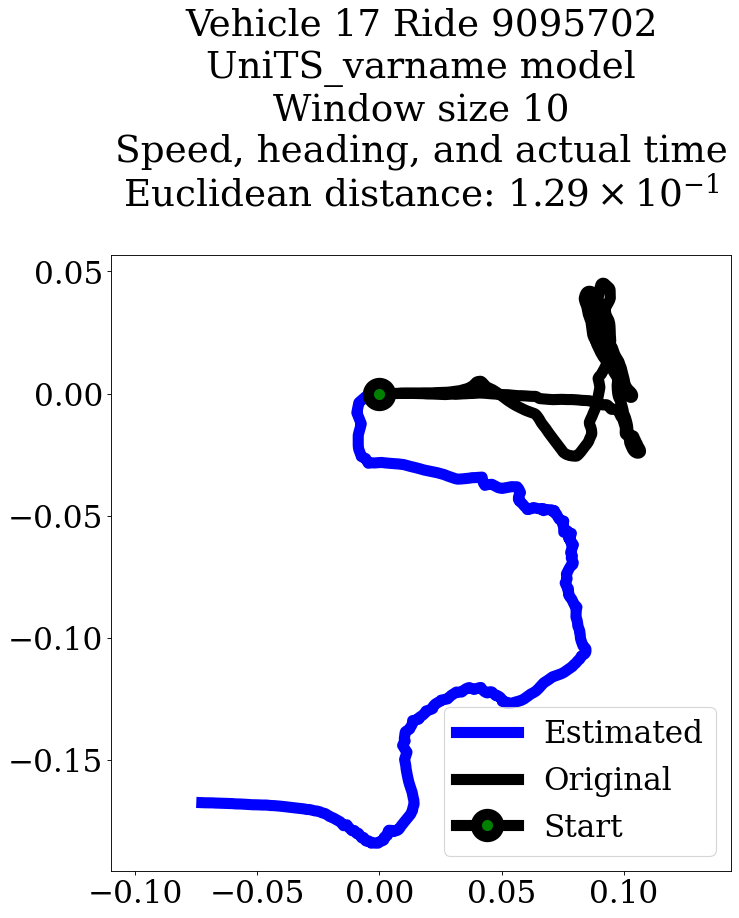 Vehicle 17 Ride 9095702
UniTS_varname model
Window size 10
Speed, heading, and actual time
Euclidean distance: 1.29 × 10⁻¹
0.05
0.00
−0.05
−0.10
−0.15
Estimated
Original
Start
−0.10 −0.05 0.00 0.05 0.10